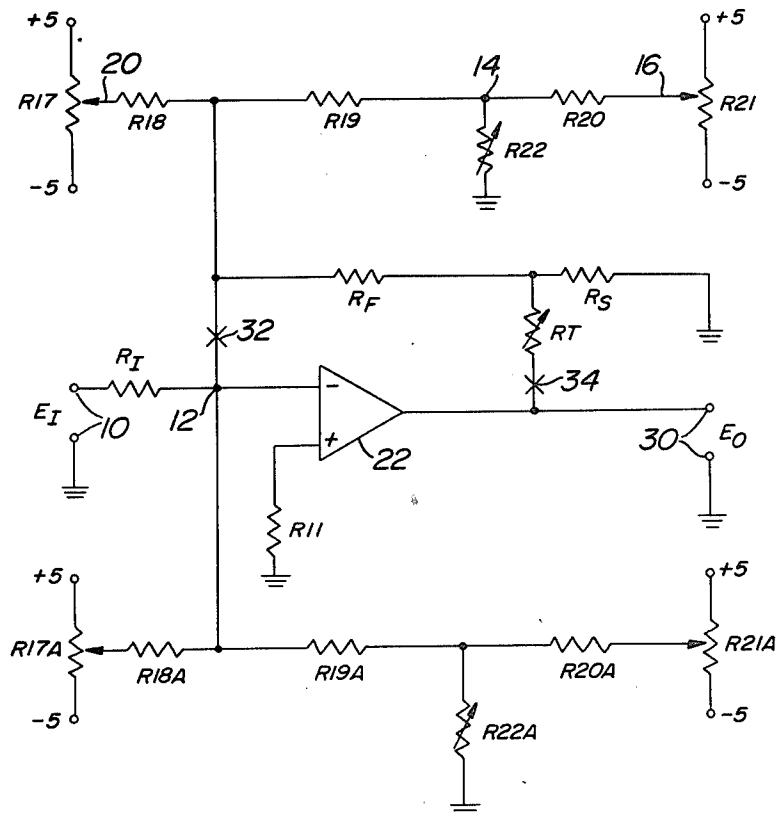 +5
20
R17
R18
-5
14
R19
R22
16
+5
R20
R21
-5
RF
RS
RT
32
34
RI
EI
10
12
-
+
22
R11
30
EO
+5
R17A
R18A
-5
R19A
R22A
+5
R20A
R21A
-5